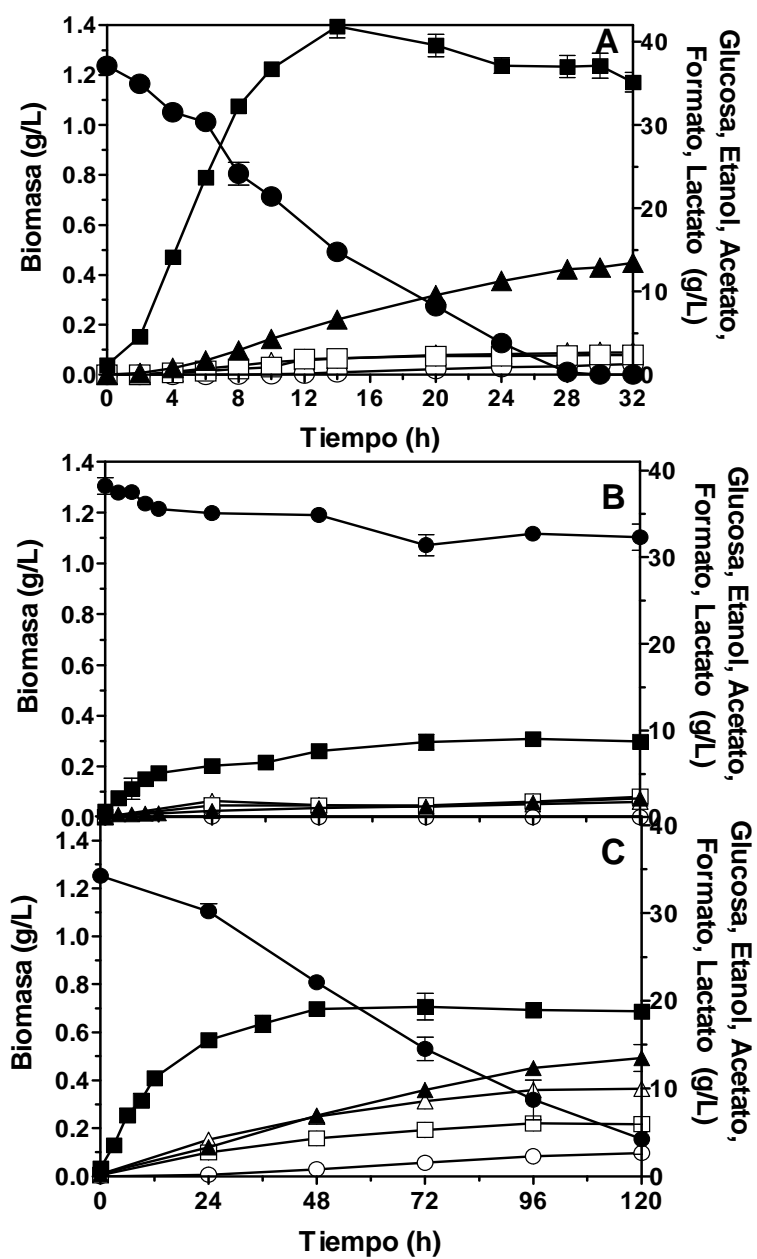 A
Biomasa (g/L)
1.4
1.2
1.0
0.8
0.6
0.4
0.2
0.0
40
30
20
10
0
Glucosa, Etanol, Acetato,
Formato, Lactato (g/L)
0 4 8 12 16 20 24 28 32
Tiempo (h)
B
Biomasa (g/L)
1.4
1.2
1.0
0.8
0.6
0.4
0.2
0.0
40
30
20
10
0
Glucosa, Etanol, Acetato,
Formato, Lactato (g/L)
C
Biomasa (g/L)
1.4
1.2
1.0
0.8
0.6
0.4
0.2
0.0
40
30
20
10
0
Glucosa, Etanol, Acetato,
Formato, Lactato (g/L)
0 24 48 72 96 120
Tiempo (h)